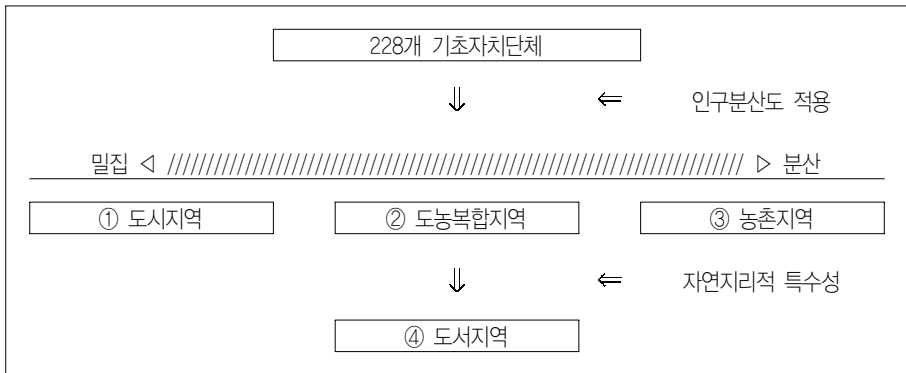 228개 기초자치단체
⇓ ⇐ 인구분산도 적용
밀집 ◁ ////////////////////////////////////////////////////////////////////////// ▷ 분산
① 도시지역 ② 도농복합지역 ③ 농촌지역
⇓ ⇐ 자연지리적 특수성
④ 도서지역